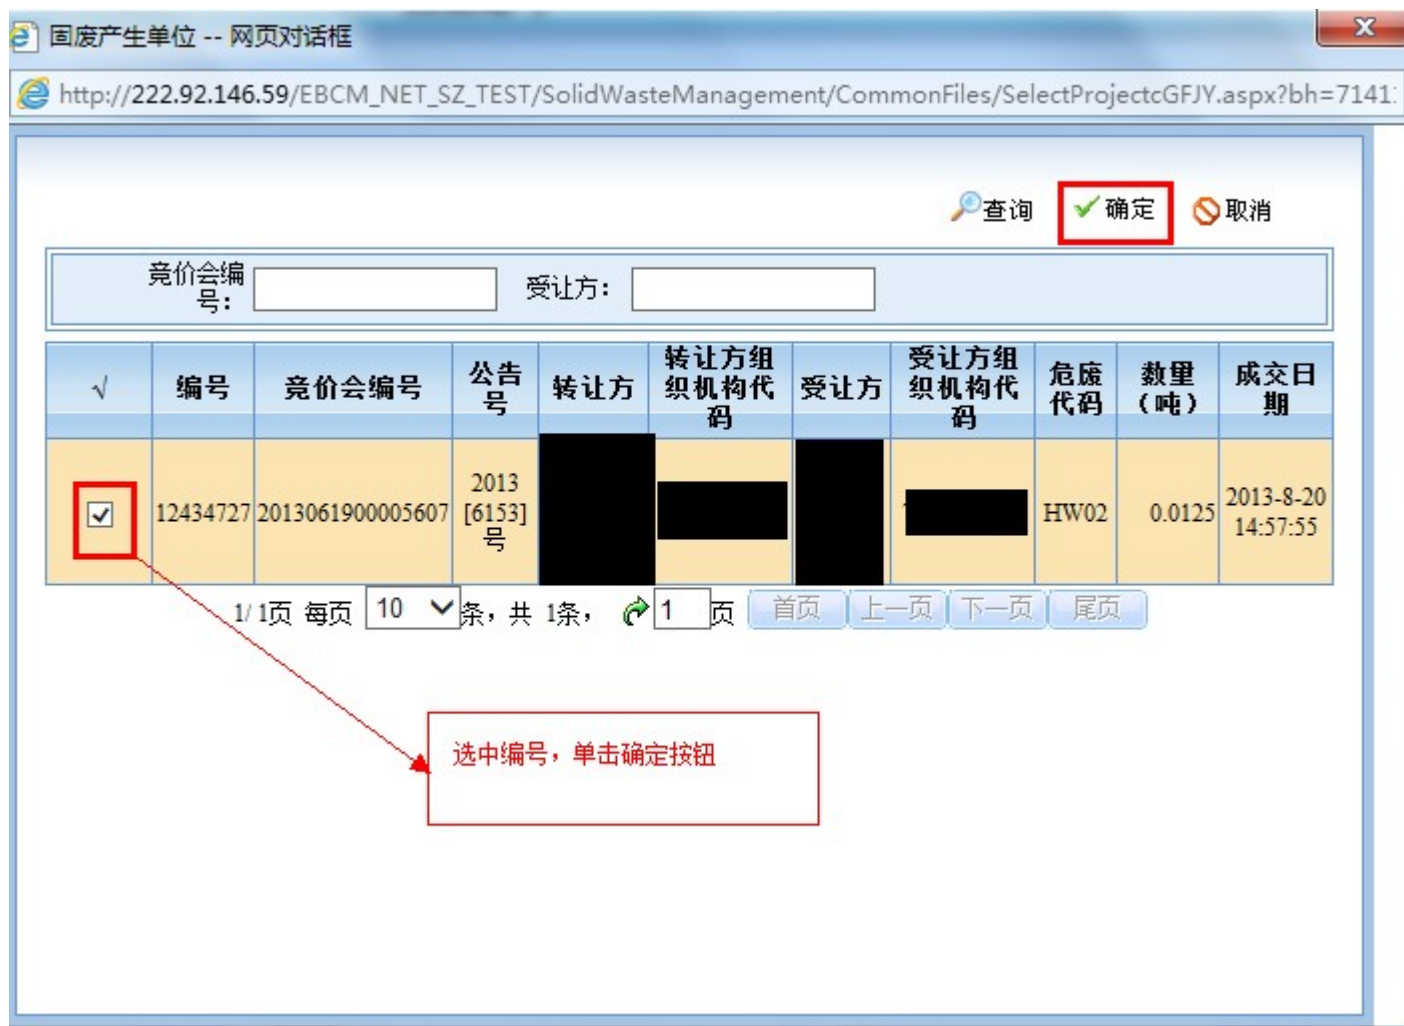 固废产生单位 -- 网页对话框
http://222.92.146.59/EBCM_NET_SZ_TEST/SolidWasteManagement/CommonFiles/SelectProjectcGFJY.aspx?bh=7141
查询 确定 取消
竞价会编
号： 受让方：
√ 编号 竞价会编号 公告号 转让方 转让方组织机构代码 受让方 受让方组织机构代码 危废代码 数量（吨） 成交日期
12434727 2013061900005607 2013[6153]号 HW02 0.0125 2013-8-20 14:57:55
1/1页 每页 10 条，共 1条， 1 页 首页 上一页 下一页 尾页
选中编号，单击确定按钮